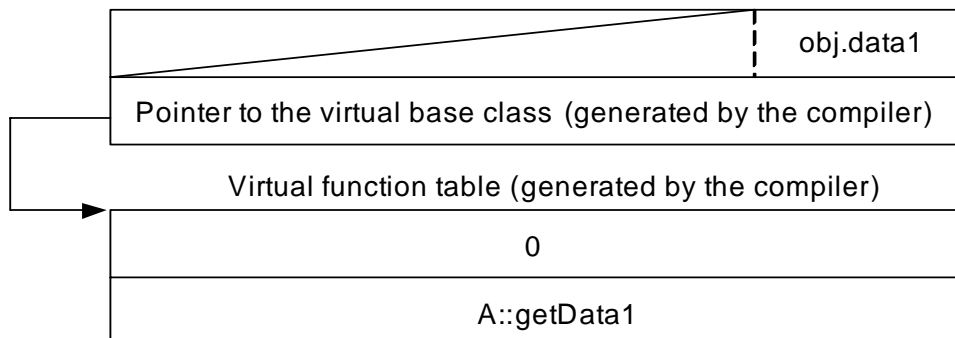 obj.data1
Pointer to the virtual base class (generated by the compiler)
Virtual function table (generated by the compiler)
0
A::getData1